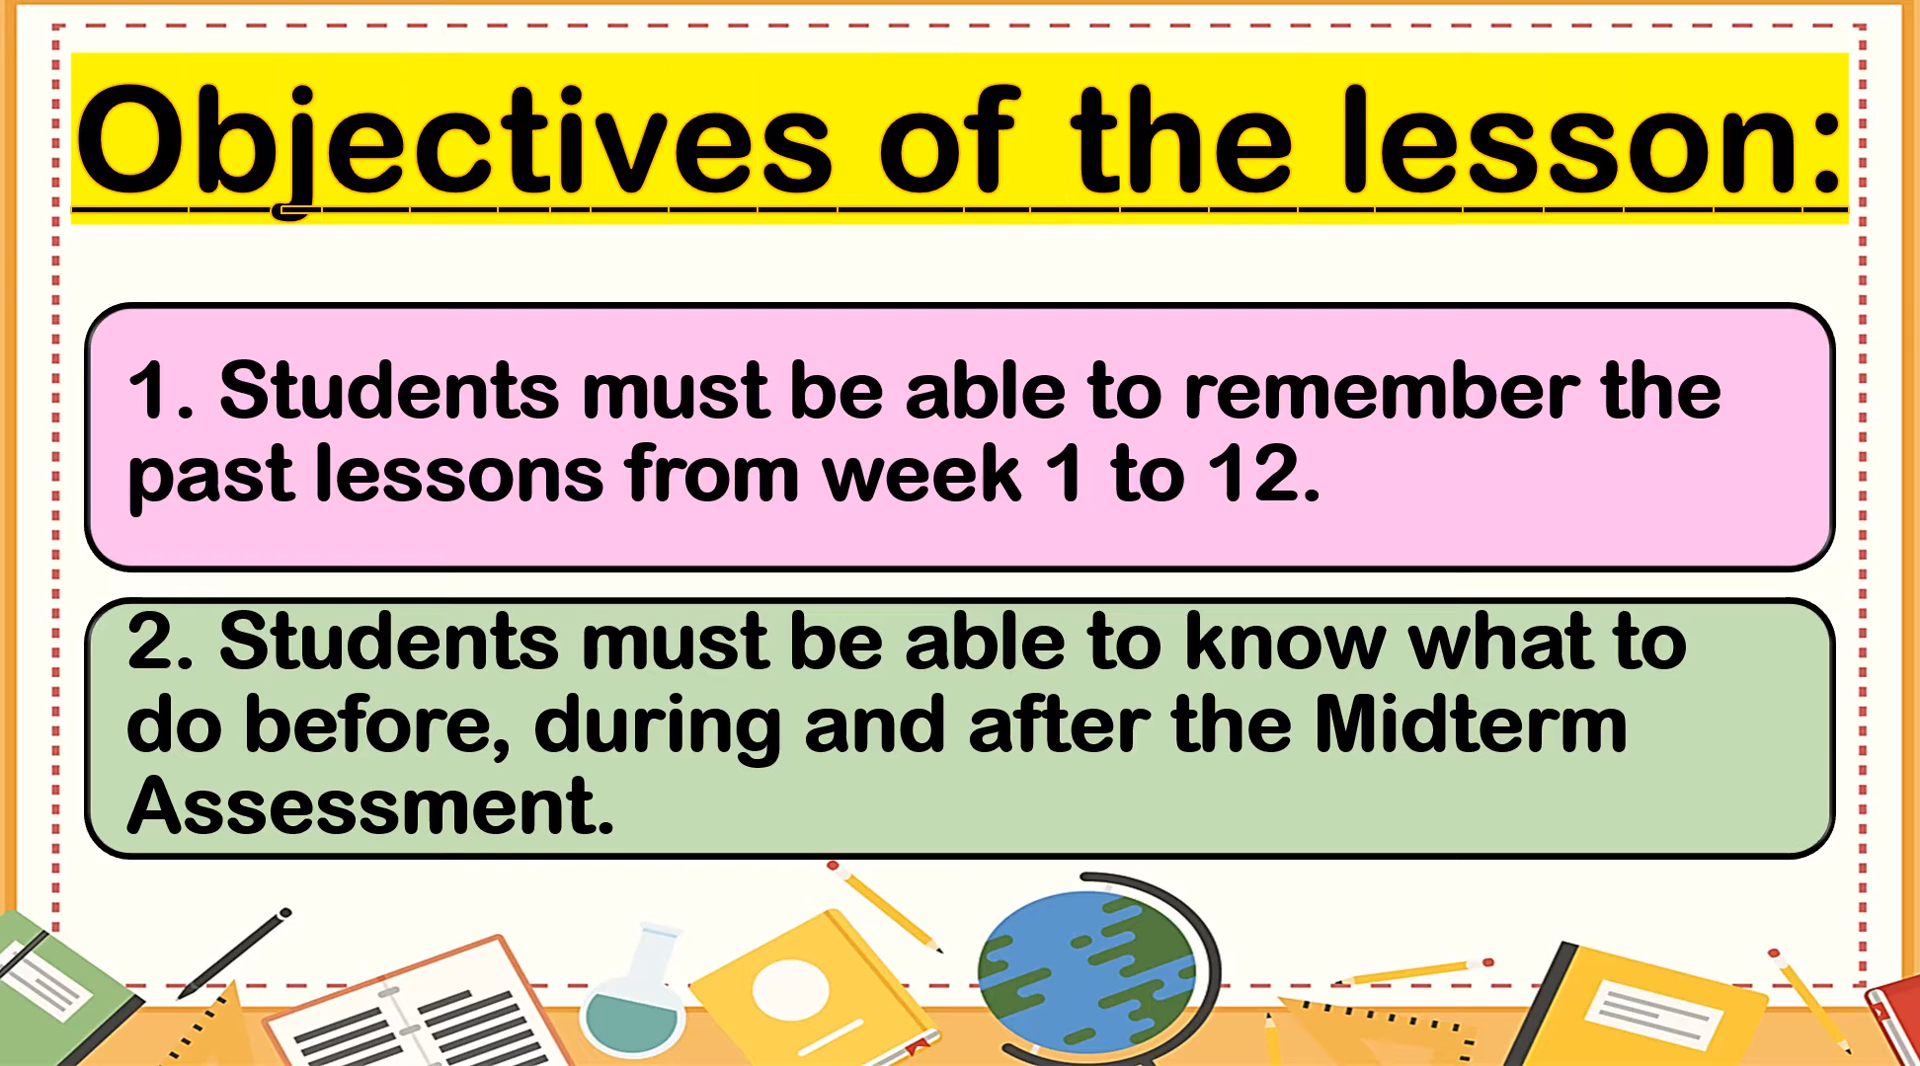 Objectives of the lesson:
1. Students must be able to remember the
past lessons from week 1 to 12.
2. Students must be able to know what to
do before, during and after the Midterm
Assessment.